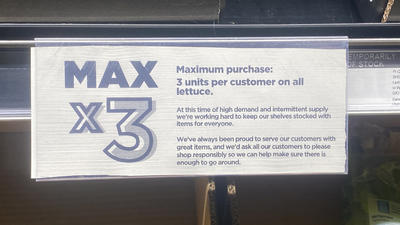 MAX
x3
Maximum purchase:
3 units per customer on all
lettuce.
At this time of high demand and intermittent supply
we're working hard to keep our shelves stocked with
items for everyone.
We've always been proud to serve our customers with
great items, and we'd ask all our customers to please
shop responsibly so we can help make sure there is
enough to go around.
TEMPORARILY
OF STOCK